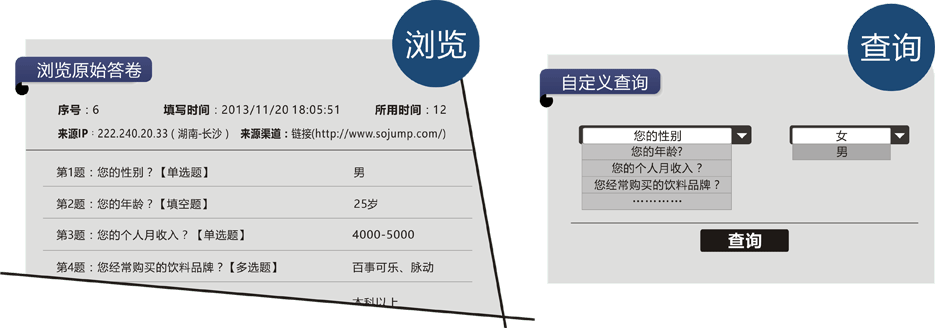 浏览
浏览原始答卷
序号：6 填写时间：2013/11/20 18:05:51 所用时间：12
来源IP：222.240.20.33（湖南-长沙） 来源渠道：链接(http://www.sojump.com/)
第1题：您的性别？【单选题】 男
第2题：您的年龄？【填空题】 25岁
第3题：您的个人月收入？【单选题】 4000-5000
第4题：您经常购买的饮料品牌？【多选题】 百事可乐、脉动
本科以上
查询
自定义查询
您的性别 女
您的年龄? 男
您的个人月收入？
您经常购买的饮料品牌？
…………
查询